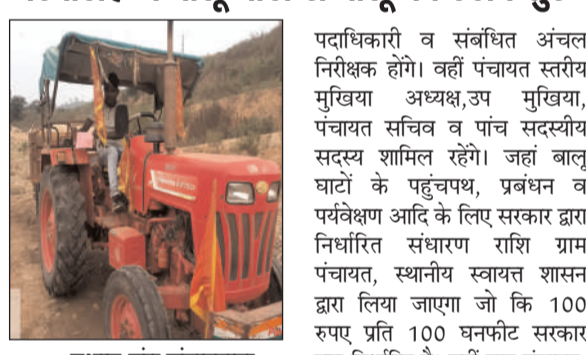 पदाधिकारी व संबंधित अंचल
निरीक्षक होंगे। वहीं पंचायत स्तरीय
मुखिया अध्यक्ष,उप मुखिया,
पंचायत सचिव व पांच सदस्यीय
सदस्य शामिल रहेंगे। जहां बालू
घाटों के पहुंचपथ, प्रबंधन व
पर्यवेक्षण आदि के लिए सरकार द्वारा
निर्धारित संधारण राशि ग्राम
पंचायत, स्थानीय स्वायत्त शासन
द्वारा लिया जाएगा जो कि 100
रुपए प्रति 100 घनफीट सरकार